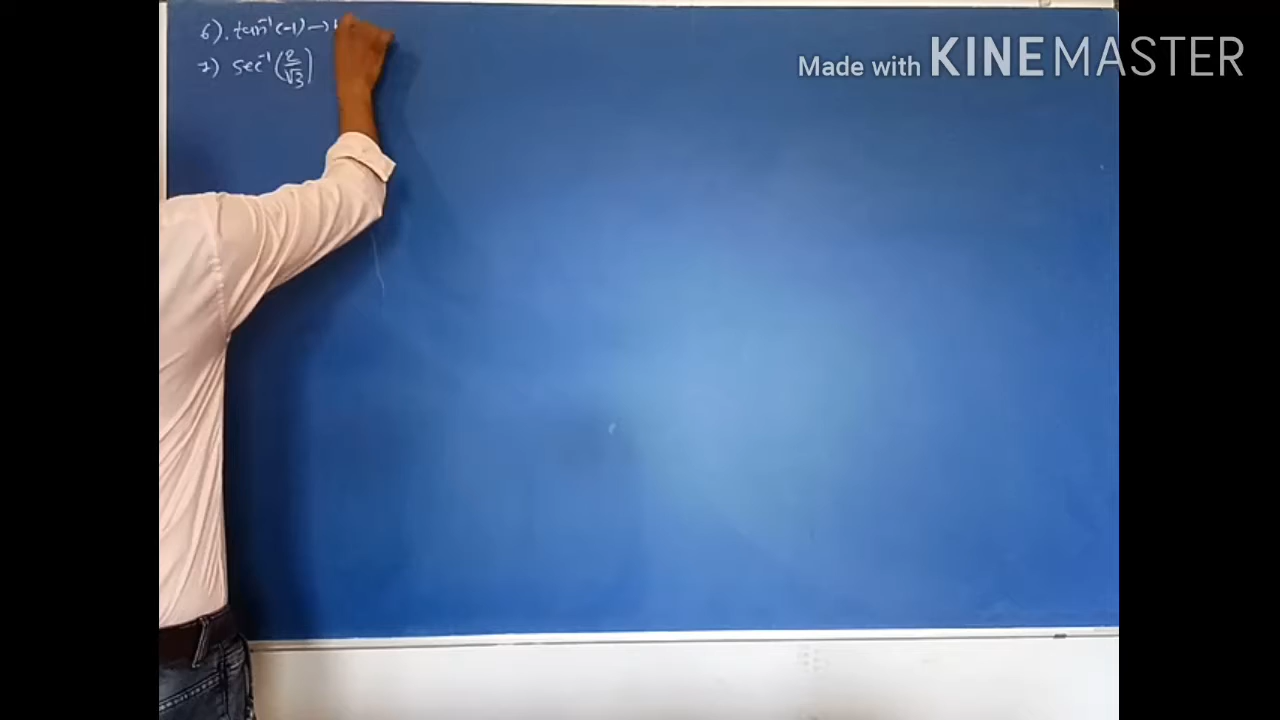 Made with KINEMASTER
6). tan⁻¹(-1) →
7) sec⁻¹(2/√3)